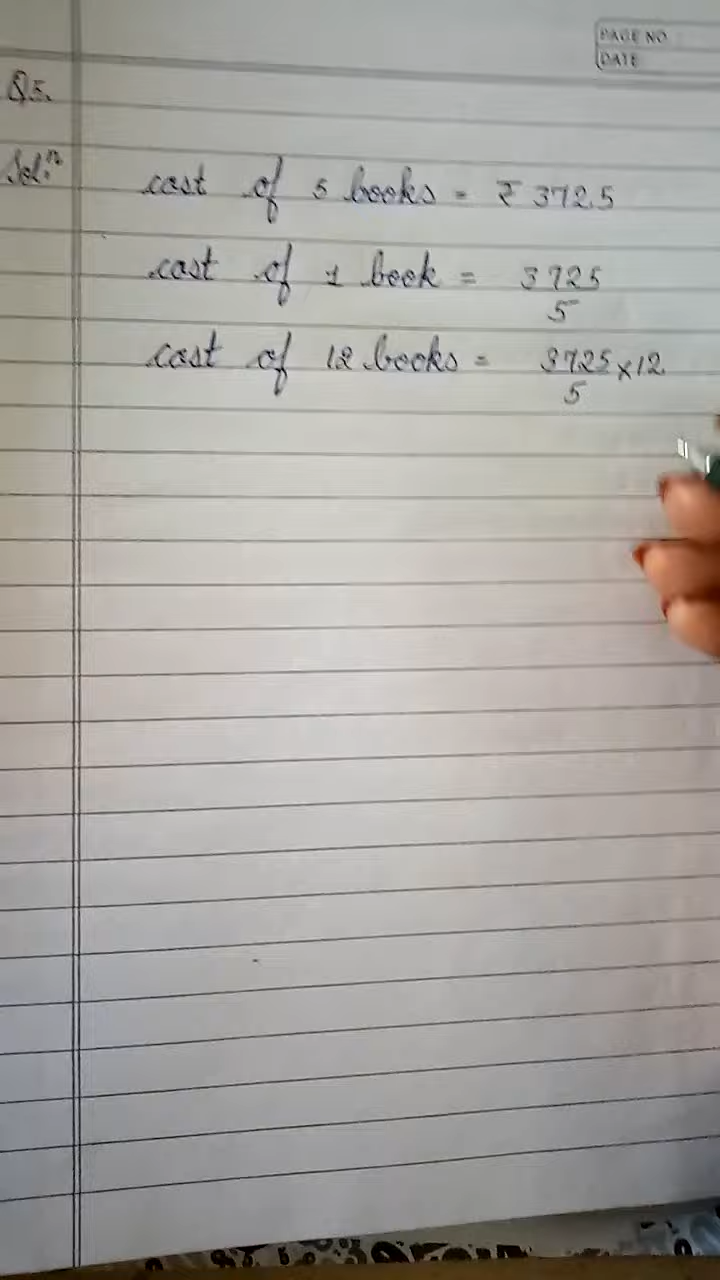 PAGE NO
DATE
Q5.
Sol.ⁿ cost of 5 books = ₹ 3725
cost of 1 book = 3725/5
cost of 12 books = 3725/5 × 12